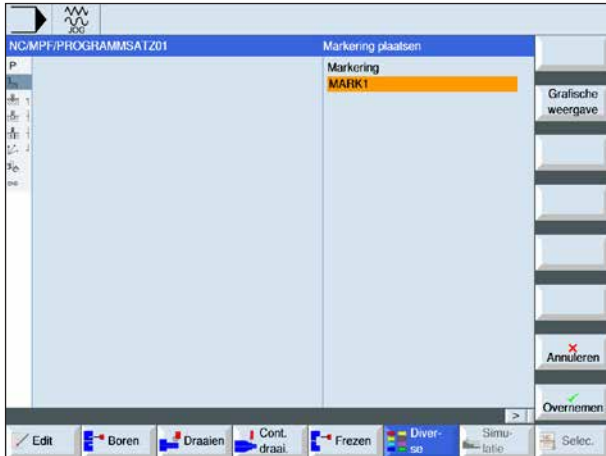 JOG
NC/MPF/PROGRAMMSATZ01
Markering plaatsen
P
Markering
MARK1
Grafische
weergave
Annuleren
Overnemen
>
Edit
Boren
Draaien
Cont.
draai.
Frezen
Diver-
se
Simu-
latie
Selec.